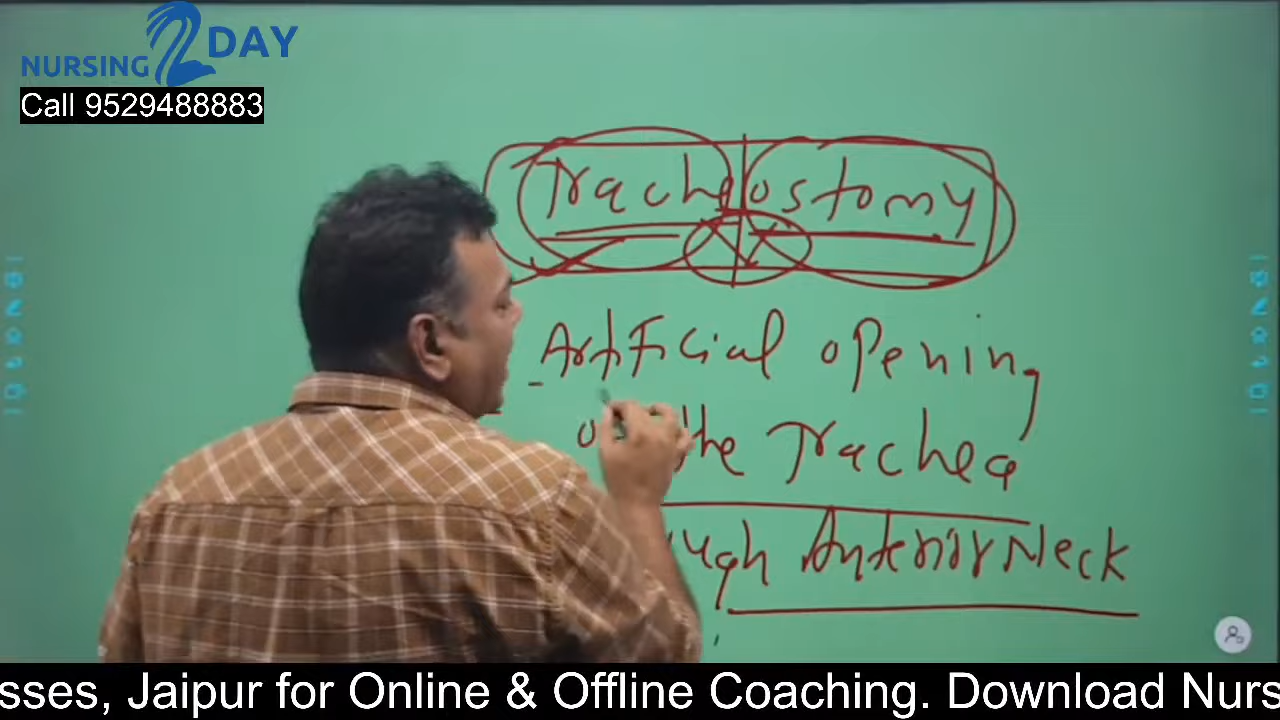 NURSING 2 DAY
Call 9529488883
Tracheostomy
Artificial opening
the Trachea
Anterior Neck
sses, Jaipur for Online & Offline Coaching. Download Nurs